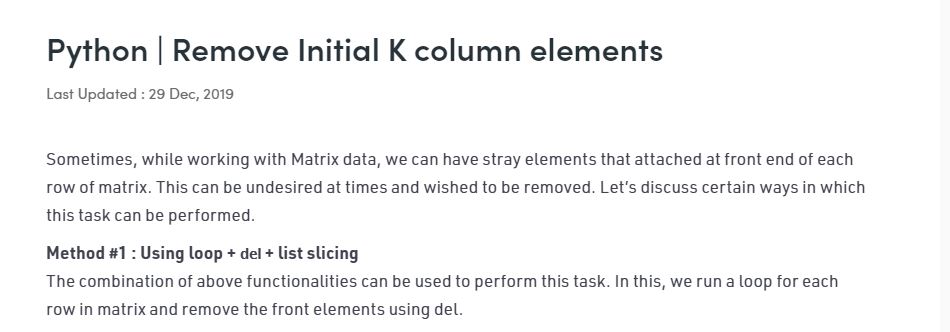 Python | Remove Initial K column elements
Last Updated : 29 Dec, 2019
Sometimes, while working with Matrix data, we can have stray elements that attached at front end of each
row of matrix. This can be undesired at times and wished to be removed. Let’s discuss certain ways in which
this task can be performed.
Method #1 : Using loop + del + list slicing
The combination of above functionalities can be used to perform this task. In this, we run a loop for each
row in matrix and remove the front elements using del.